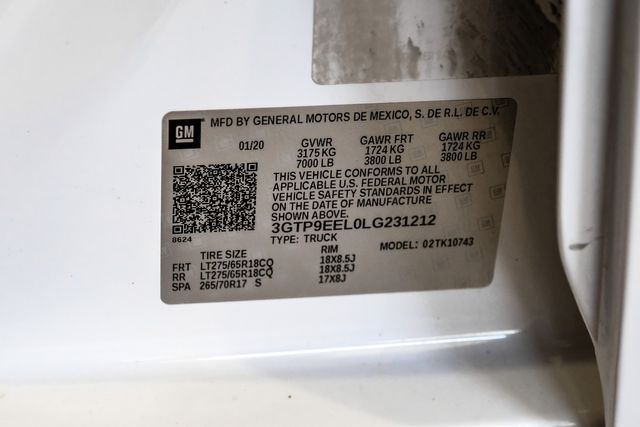 GM MFD BY GENERAL MOTORS DE MEXICO, S. DE R.L. DE C.V.
01/20 GVWR GAWR FRT GAWR RR
3175 KG 1724 KG 1724 KG
7000 LB 3800 LB 3800 LB
THIS VEHICLE CONFORMS TO ALL
APPLICABLE U.S. FEDERAL MOTOR
VEHICLE SAFETY STANDARDS IN EFFECT
ON THE DATE OF MANUFACTURE
SHOWN ABOVE.
3GTP9EEL0LG231212
8624
TYPE: TRUCK MODEL: 02TK10743
TIRE SIZE RIM
FRT LT275/65R18CQ 18X8.5J
RR LT275/65R18CQ 18X8.5J
SPA 265/70R17 S 17X8J